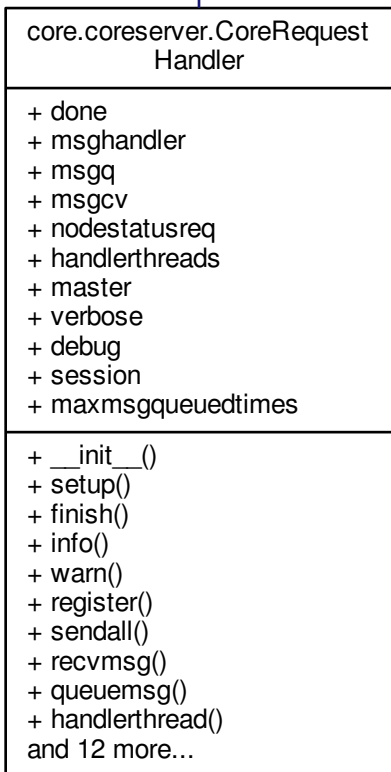 core.coreserver.CoreRequest
Handler
+ done
+ msghandler
+ msgq
+ msgcv
+ nodestatusreq
+ handlerthreads
+ master
+ verbose
+ debug
+ session
+ maxmsgqueuedtimes
+ __init__()
+ setup()
+ finish()
+ info()
+ warn()
+ register()
+ sendall()
+ recvmsg()
+ queuemsg()
+ handlerthread()
and 12 more...